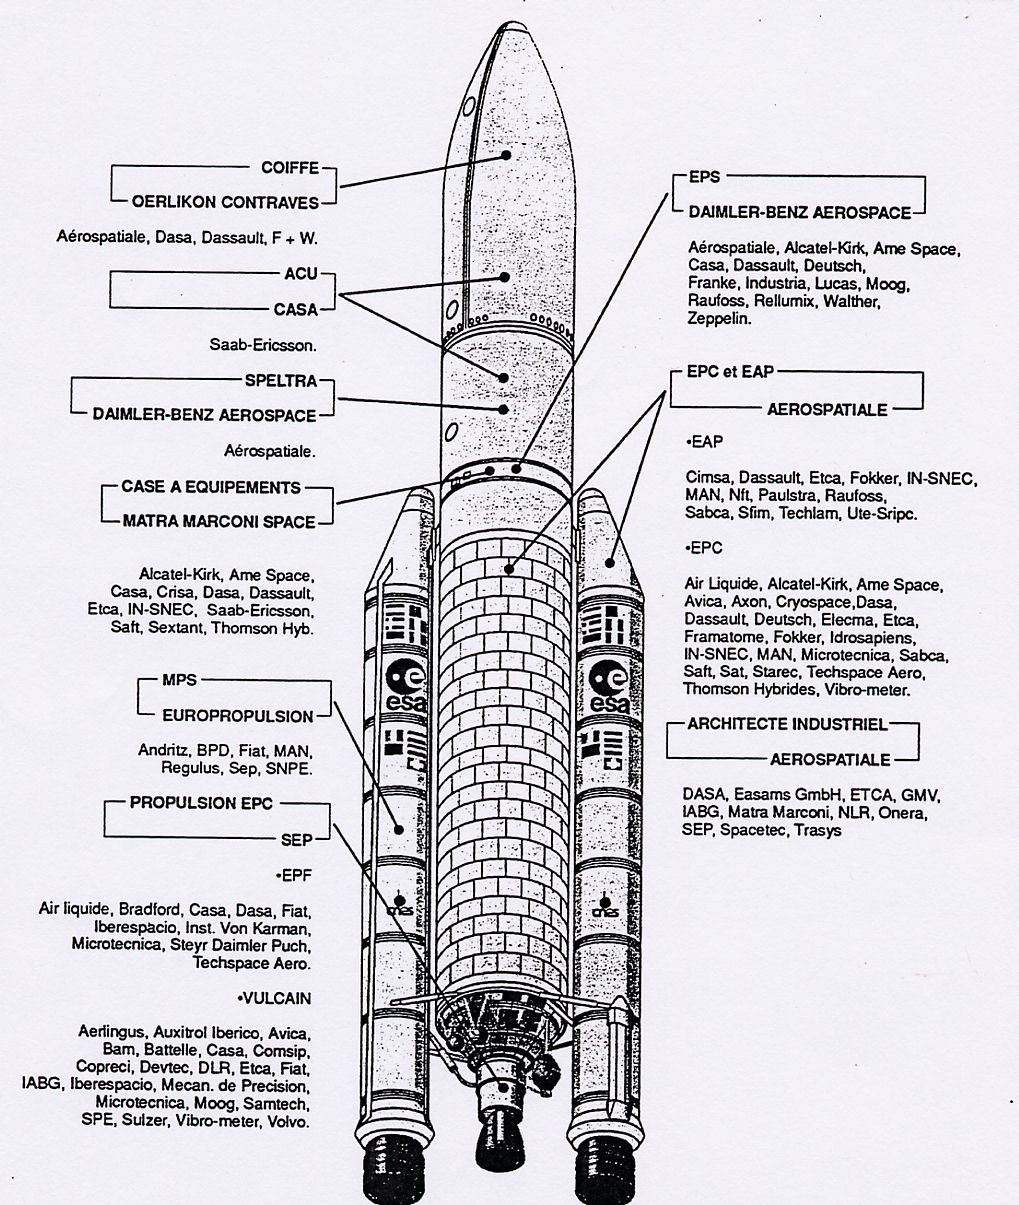 COIFFE
OERLIKON CONTRAVES
Aérospatiale, Dasa, Dassault, F + W.
ACU
CASA
Saab-Ericsson.
SPELTRA
DAIMLER-BENZ AEROSPACE
Aérospatiale.
CASE A EQUIPEMENTS
MATRA MARCONI SPACE
Alcatel-Kirk, Ame Space,
Casa, Crisa, Dasa, Dassault,
Etca, IN-SNEC, Saab-Ericsson,
Saft, Sextant, Thomson Hyb.
MPS
EUROPROPULSION
Andritz, BPD, Fiat, MAN,
Regulus, Sep, SNPE.
PROPULSION EPC
SEP
•EPF
Air liquide, Bradford, Casa, Dasa, Fiat,
Iberespacio, Inst. Von Karman,
Microtecnica, Steyr Daimler Puch,
Techspace Aero.
•VULCAIN
Aerlingus, Auxitrol Iberico, Avica,
Bam, Battelle, Casa, Comsip,
Copreci, Devtec, DLR, Etca, Fiat,
IABG, Iberespacio, Mecan. de Precision,
Microtecnica, Moog, Samtech,
SPE, Sulzer, Vibro-meter, Volvo.
EPS
DAIMLER-BENZ AEROSPACE
Aérospatiale, Alcatel-Kirk, Ame Space,
Casa, Dassault, Deutsch,
Franke, Industria, Lucas, Moog,
Raufoss, Rellumix, Walther,
Zeppelin.
EPC et EAP
AEROSPATIALE
•EAP
Cimsa, Dassault, Etca, Fokker, IN-SNEC,
MAN, Nft, Paulstra, Raufoss,
Sabca, Sfim, Techlam, Ute-Sripc.
•EPC
Air Liquide, Alcatel-Kirk, Ame Space,
Avica, Axon, Cryospace,Dasa,
Dassault, Deutsch, Elecma, Etca,
Framatome, Fokker, Idrosapiens,
IN-SNEC, MAN, Microtecnica, Sabca,
Saft, Sat, Starec, Techspace Aero,
Thomson Hybrides, Vibro-meter.
ARCHITECTE INDUSTRIEL
AEROSPATIALE
DASA, Easams GmbH, ETCA, GMV,
IABG, Matra Marconi, NLR, Onera,
SEP, Spacetec, Trasys
esa
esa
cnes
cnes